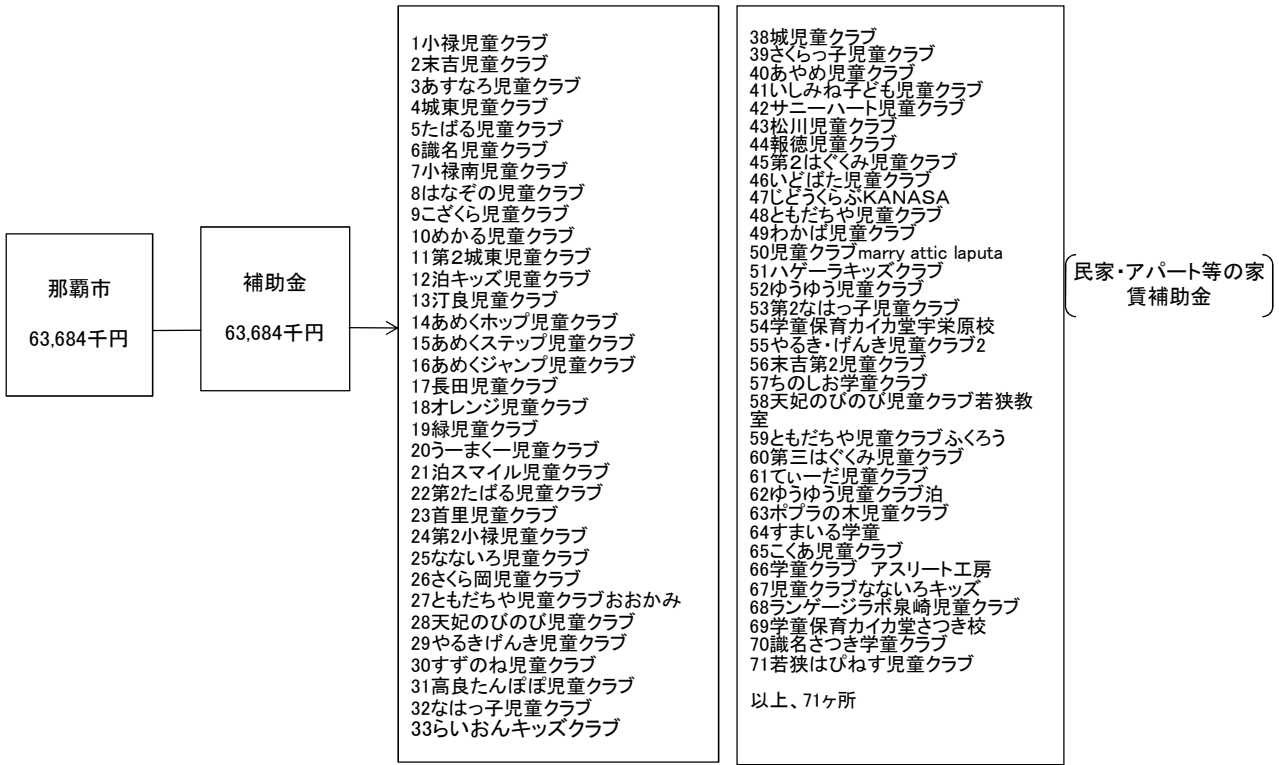 那覇市
63,684千円
補助金
63,684千円
1小禄児童クラブ
2末吉児童クラブ
3あすなろ児童クラブ
4城東児童クラブ
5たばる児童クラブ
6識名児童クラブ
7小禄南児童クラブ
8はなぞの児童クラブ
9こざくら児童クラブ
10めかる児童クラブ
11第2城東児童クラブ
12泊キッズ児童クラブ
13汀良児童クラブ
14あめくホップ児童クラブ
15あめくステップ児童クラブ
16あめくジャンプ児童クラブ
17長田児童クラブ
18オレンジ児童クラブ
19緑児童クラブ
20うーまくー児童クラブ
21泊スマイル児童クラブ
22第2たばる児童クラブ
23首里児童クラブ
24第2小禄児童クラブ
25なないろ児童クラブ
26さくら岡児童クラブ
27ともだちや児童クラブおおかみ
28天妃のびのび児童クラブ
29やるきげんき児童クラブ
30すずのね児童クラブ
31高良たんぽぽ児童クラブ
32なはっ子児童クラブ
33らいおんキッズクラブ
38城児童クラブ
39さくらっ子児童クラブ
40あやめ児童クラブ
41いしみね子ども児童クラブ
42サニーハート児童クラブ
43松川児童クラブ
44報徳児童クラブ
45第2はぐくみ児童クラブ
46いどばた児童クラブ
47じどうくらぶKANASA
48ともだちや児童クラブ
49わかば児童クラブ
50児童クラブmarry attic laputa
51ハゲーラキッズクラブ
52ゆうゆう児童クラブ
53第2なはっ子児童クラブ
54学童保育カイカ堂宇栄原校
55やるき・げんき児童クラブ2
56末吉第2児童クラブ
57ちのしお学童クラブ
58天妃のびのび児童クラブ若狭教
室
59ともだちや児童クラブふくろう
60第三はぐくみ児童クラブ
61てぃーだ児童クラブ
62ゆうゆう児童クラブ泊
63ポプラの木児童クラブ
64すまいる学童
65こくあ児童クラブ
66学童クラブ　アスリート工房
67児童クラブなないろキッズ
68ランゲージラボ泉崎児童クラブ
69学童保育カイカ堂さつき校
70識名さつき学童クラブ
71若狭はぴねす児童クラブ
以上、71ヶ所
民家・アパート等の家
賃補助金